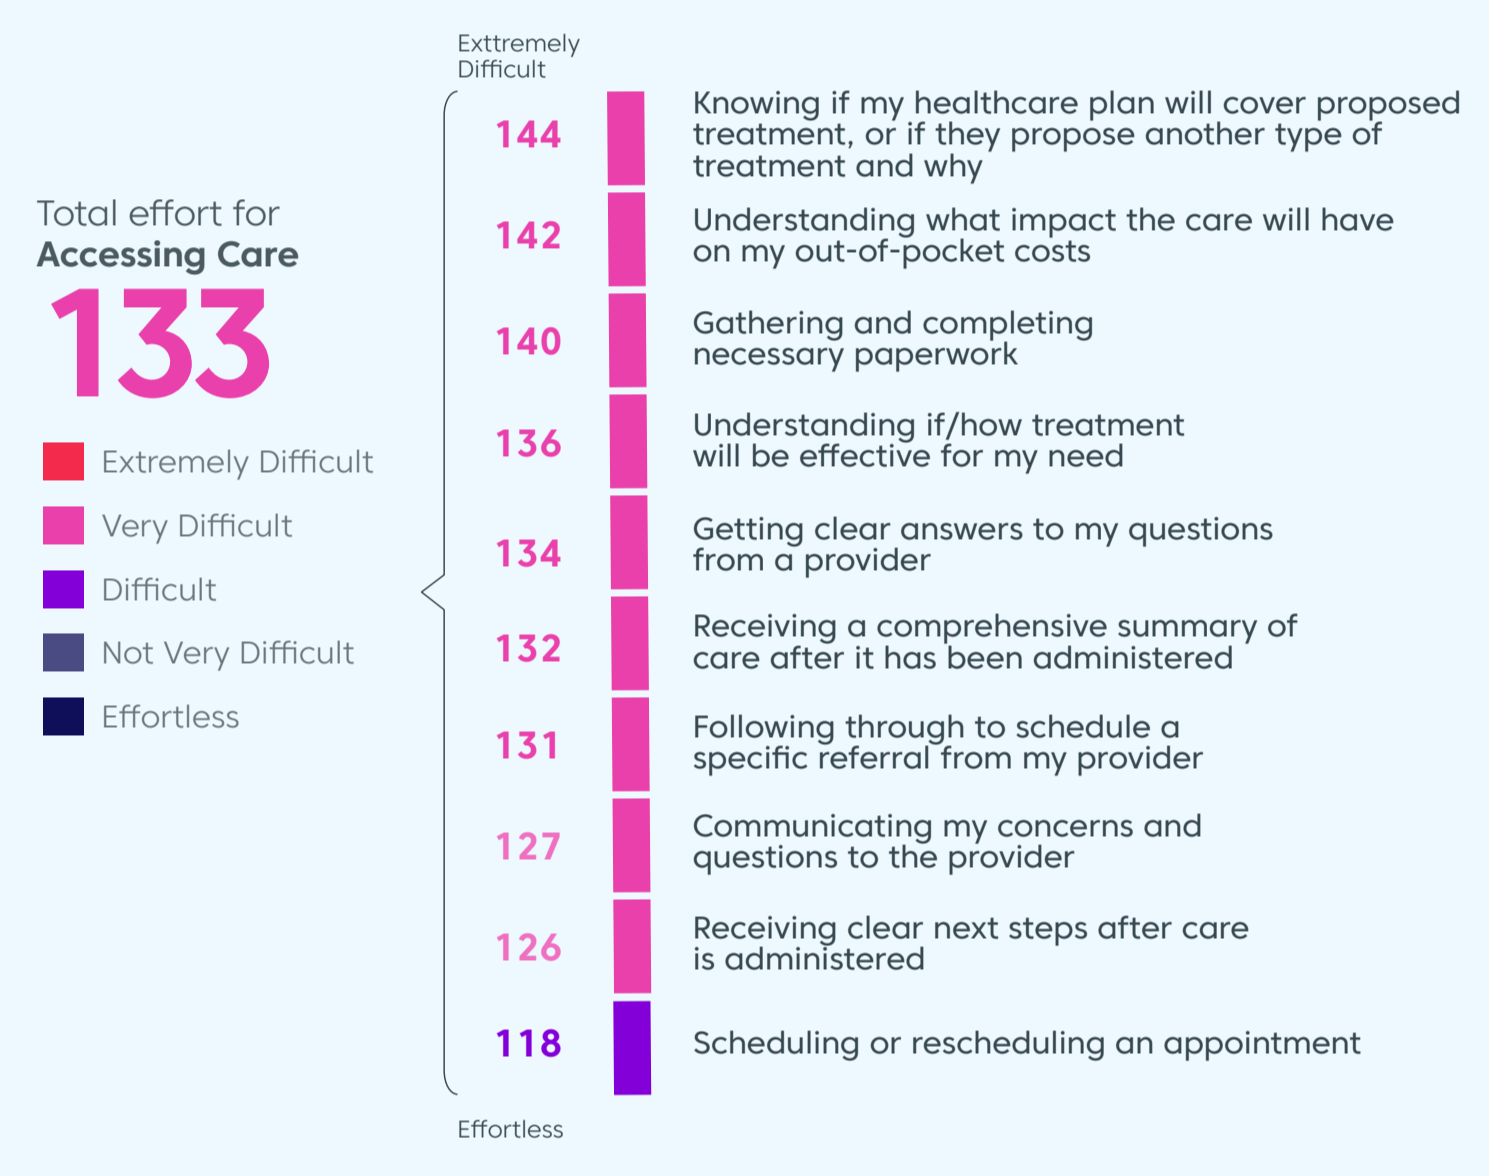 Total effort for
Accessing Care
133
Extremely Difficult
Very Difficult
Difficult
Not Very Difficult
Effortless
Exttremely
Difficult
144
Knowing if my healthcare plan will cover proposed
treatment, or if they propose another type of
treatment and why
142
Understanding what impact the care will have
on my out-of-pocket costs
140
Gathering and completing
necessary paperwork
136
Understanding if/how treatment
will be effective for my need
134
Getting clear answers to my questions
from a provider
132
Receiving a comprehensive summary of
care after it has been administered
131
Following through to schedule a
specific referral from my provider
127
Communicating my concerns and
questions to the provider
126
Receiving clear next steps after care
is administered
118
Scheduling or rescheduling an appointment
Effortless